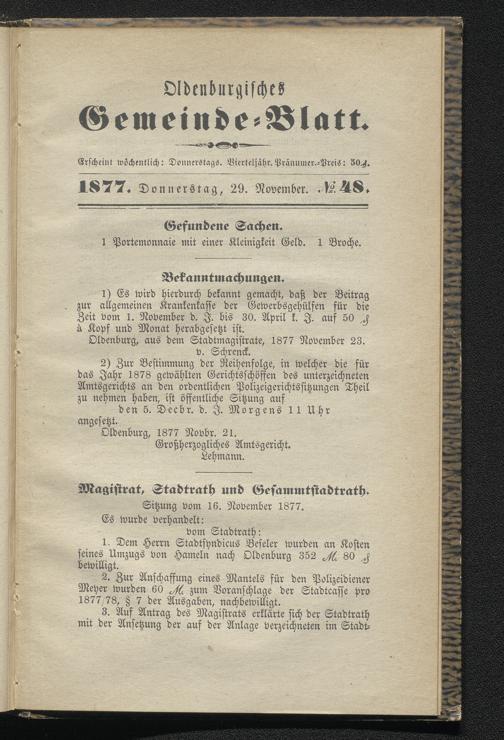 Oldenburgisches
Gemeinde-Blatt.
Erscheint wöchentlich: Donnerstags. Vierteljähr. Pränumer.-Preis: 50 ₰.
1877. Donnerstag, 29. November. № 48.
Gefundene Sachen.
1 Portemonnaie mit einer Kleinigkeit Geld. 1 Broche.
Bekanntmachungen.
1) Es wird hierdurch bekannt gemacht, daß der Beitrag
zur allgemeinen Krankenkasse der Gewerbsgehülfen für die
Zeit vom 1. November d. J. bis 30. April k. J. auf 50 ₰
à Kopf und Monat herabgesetzt ist.
Oldenburg, aus dem Stadtmagistrate, 1877 November 23.
v. Schrenck.
2) Zur Bestimmung der Reihenfolge, in welcher die für
das Jahr 1878 gewählten Gerichtsschöffen des unterzeichneten
Amtsgerichts an den ordentlichen Polizeigerichtssitzungen Theil
zu nehmen haben, ist öffentliche Sitzung auf
den 5. Decbr. d. J. Morgens 11 Uhr
angesetzt.
Oldenburg, 1877 Novbr. 21.
Großherzogliches Amtsgericht.
Lehmann.
Magistrat, Stadtrath und Gesammtstadtrath.
Sitzung vom 16. November 1877.
Es wurde verhandelt:
vom Stadtrath:
1. Dem Herrn Stadtsyndicus Beseler wurden an Kosten
seines Umzugs von Hameln nach Oldenburg 352 ℳ. 80 ₰
bewilligt.
2. Zur Anschaffung eines Mantels für den Polizeidiener
Meyer wurden 60 ℳ. zum Voranschlage der Stadtcasse pro
1877/78, § 7 der Ausgaben, nachbewilligt.
3. Auf Antrag des Magistrats erklärte sich der Stadtrath
mit der Ansetzung der auf der Anlage verzeichneten im Stadt-